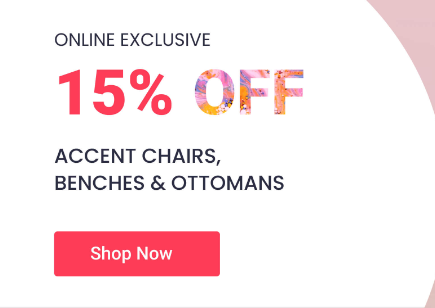 ONLINE EXCLUSIVE
15% OFF
ACCENT CHAIRS,
BENCHES & OTTOMANS
Shop Now